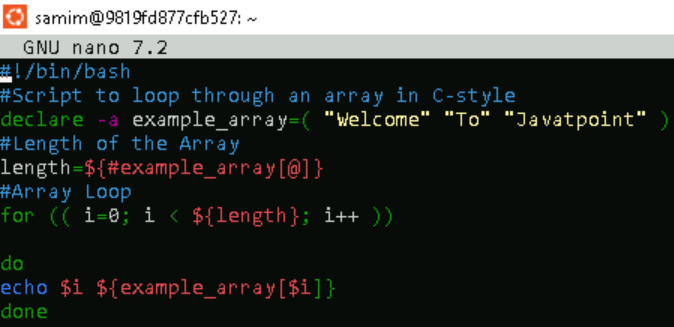 samim@9819fd877cfb527: ~
GNU nano 7.2
#!/bin/bash
#Script to loop through an array in C-style
declare -a example_array=( "Welcome" "To" "Javatpoint" )
#Length of the Array
length=${#example_array[@]}
#Array Loop
for (( i=0; i < ${length}; i++ ))
do
echo $i ${example_array[$i]}
done